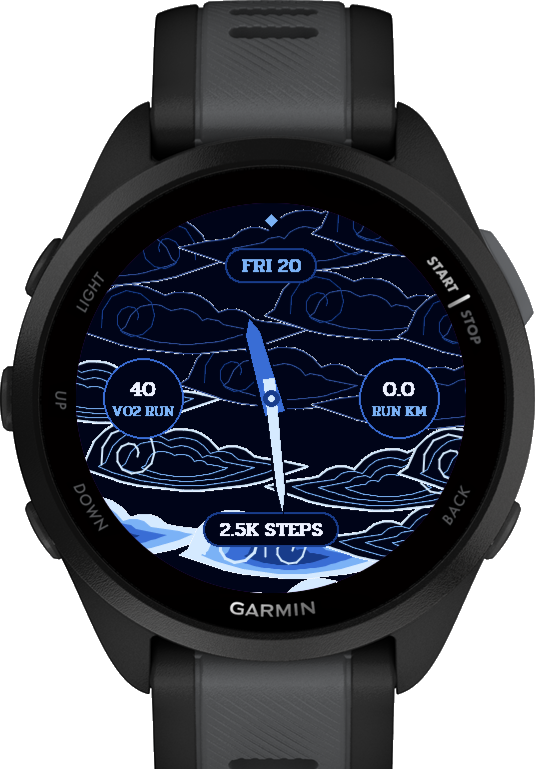 FRI 20
START
STOP
LIGHT
40
VO2 RUN
0.0
RUN KM
UP
DOWN
BACK
2.5K STEPS
GARMIN